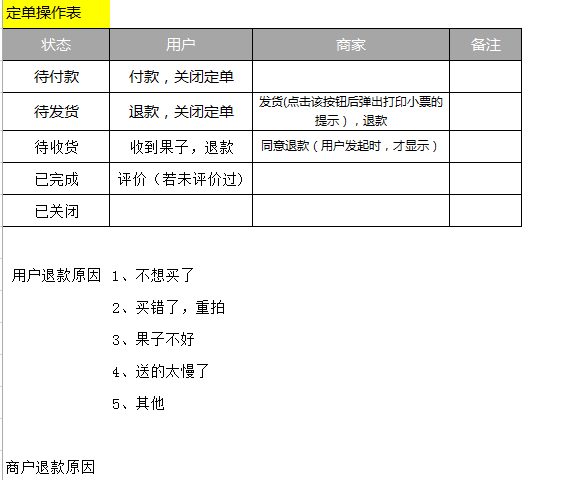 定单操作表
状态 用户 商家 备注
待付款 付款，关闭定单
待发货 退款，关闭定单 发货(点击该按钮后弹出打印小票的
提示），退款
待收货 收到果子，退款 同意退款（用户发起时，才显示）
已完成 评价（若未评价过）
已关闭
用户退款原因 1、不想买了
2、买错了，重拍
3、果子不好
4、送的太慢了
5、其他
商户退款原因